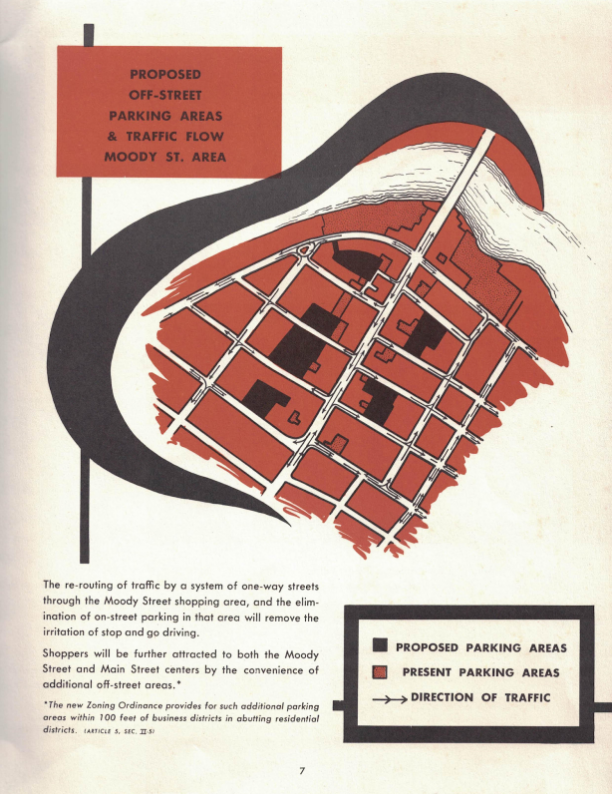 PROPOSED
OFF-STREET
PARKING AREAS
& TRAFFIC FLOW
MOODY ST. AREA
The re-routing of traffic by a system of one-way streets
through the Moody Street shopping area, and the elim-
ination of on-street parking in that area will remove the
irritation of stop and go driving.
Shoppers will be further attracted to both the Moody
Street and Main Street centers by the convenience of
additional off-street areas.*
*The new Zoning Ordinance provides for such additional parking
areas within 100 feet of business districts in abutting residential
districts. (ARTICLE 5, SEC. II-5)
PROPOSED PARKING AREAS
PRESENT PARKING AREAS
DIRECTION OF TRAFFIC
7